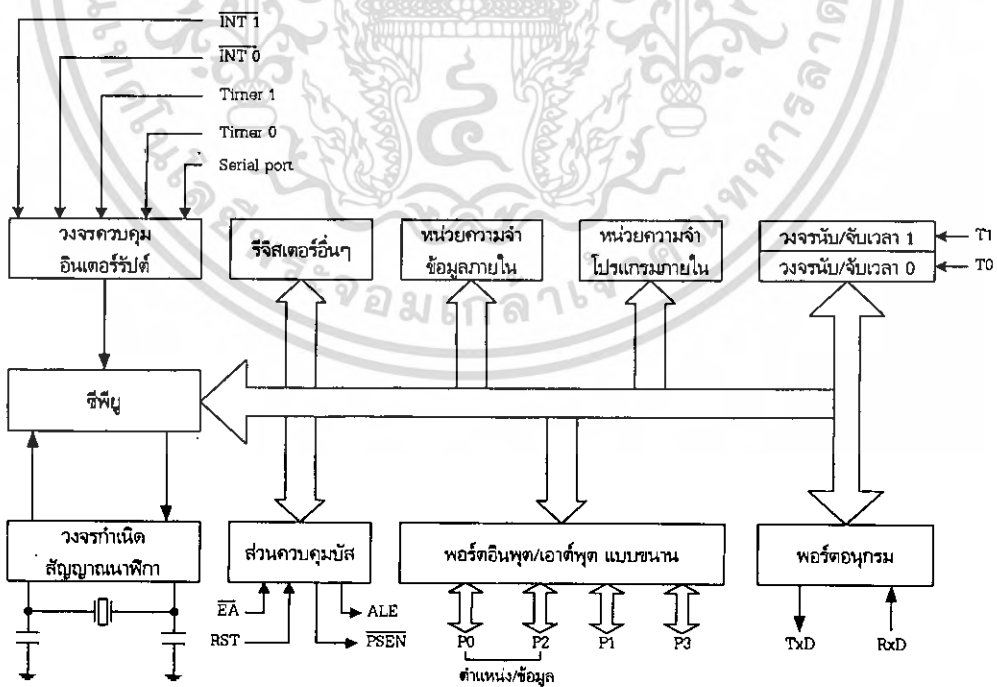 INT 1
INT 0
Timer 1
Timer 0
Serial port
วงจรควบคุม
อินเตอร์รัปต์
รีจิสเตอร์อื่นๆ
หน่วยความจำ
ข้อมูลภายใน
หน่วยความจำ
โปรแกรมภายใน
วงจรนับ/จับเวลา 1
T1
วงจรนับ/จับเวลา 0
T0
ซีพียู
วงจรกำเนิด
สัญญาณนาฬิกา
ส่วนควบคุมบัส
พอร์ตอินพุต/เอาต์พุต แบบขนาน
พอร์ตอนุกรม
EA
ALE
RST
PSEN
P0
P2
P1
P3
TxD
RxD
ตำแหน่ง/ข้อมูล